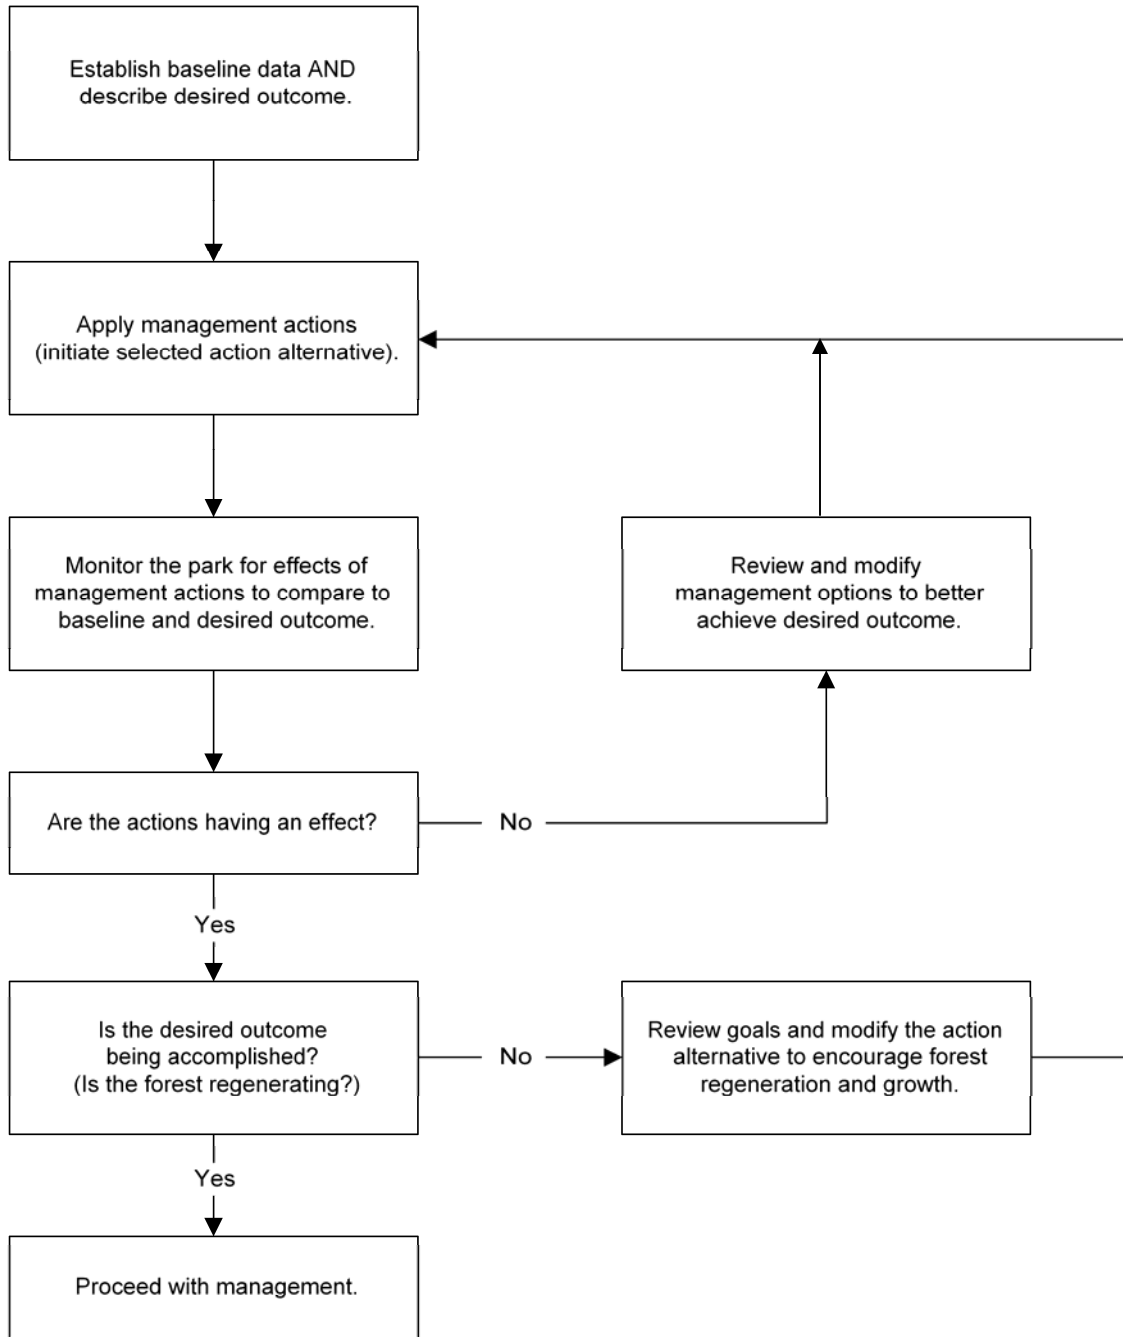 Establish baseline data AND
describe desired outcome.
Apply management actions
(initiate selected action alternative).
Monitor the park for effects of
management actions to compare to
baseline and desired outcome.
Review and modify
management options to better
achieve desired outcome.
Are the actions having an effect?
No
Yes
Is the desired outcome
being accomplished?
(Is the forest regenerating?)
No
Review goals and modify the action
alternative to encourage forest
regeneration and growth.
Yes
Proceed with management.